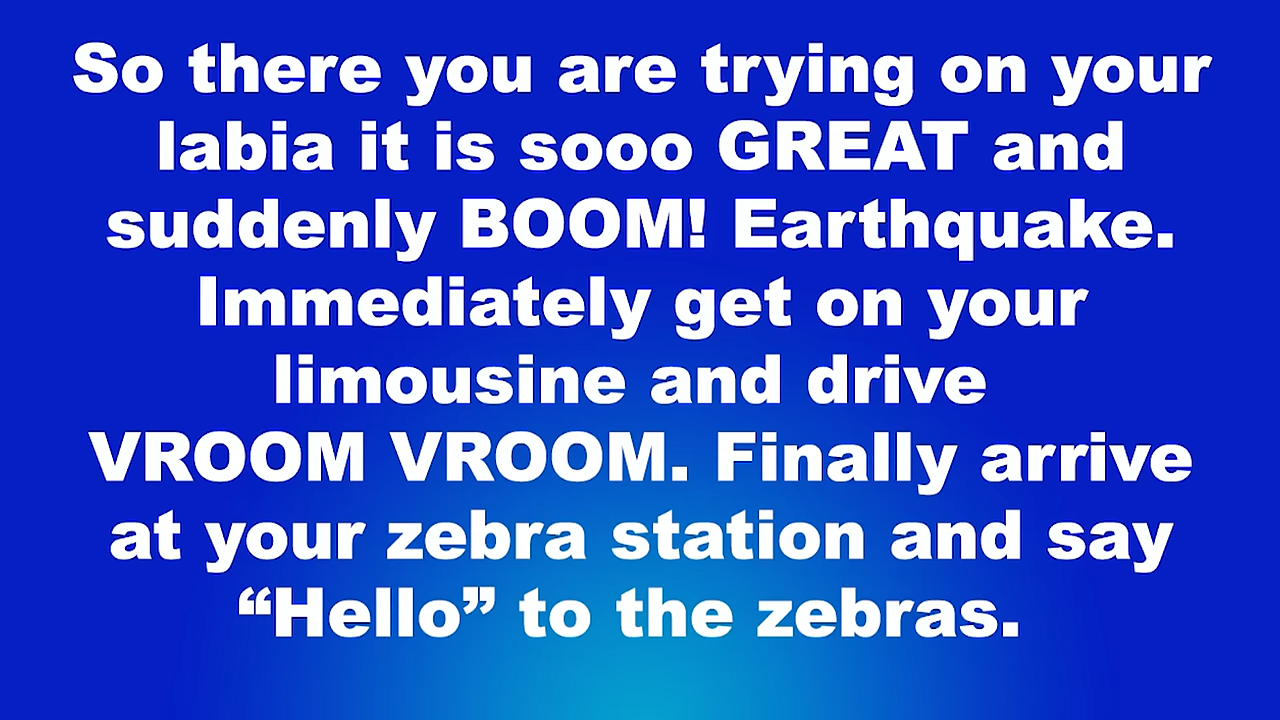 So there you are trying on your
labia it is sooo GREAT and
suddenly BOOM! Earthquake.
Immediately get on your
limousine and drive
VROOM VROOM. Finally arrive
at your zebra station and say
“Hello” to the zebras.